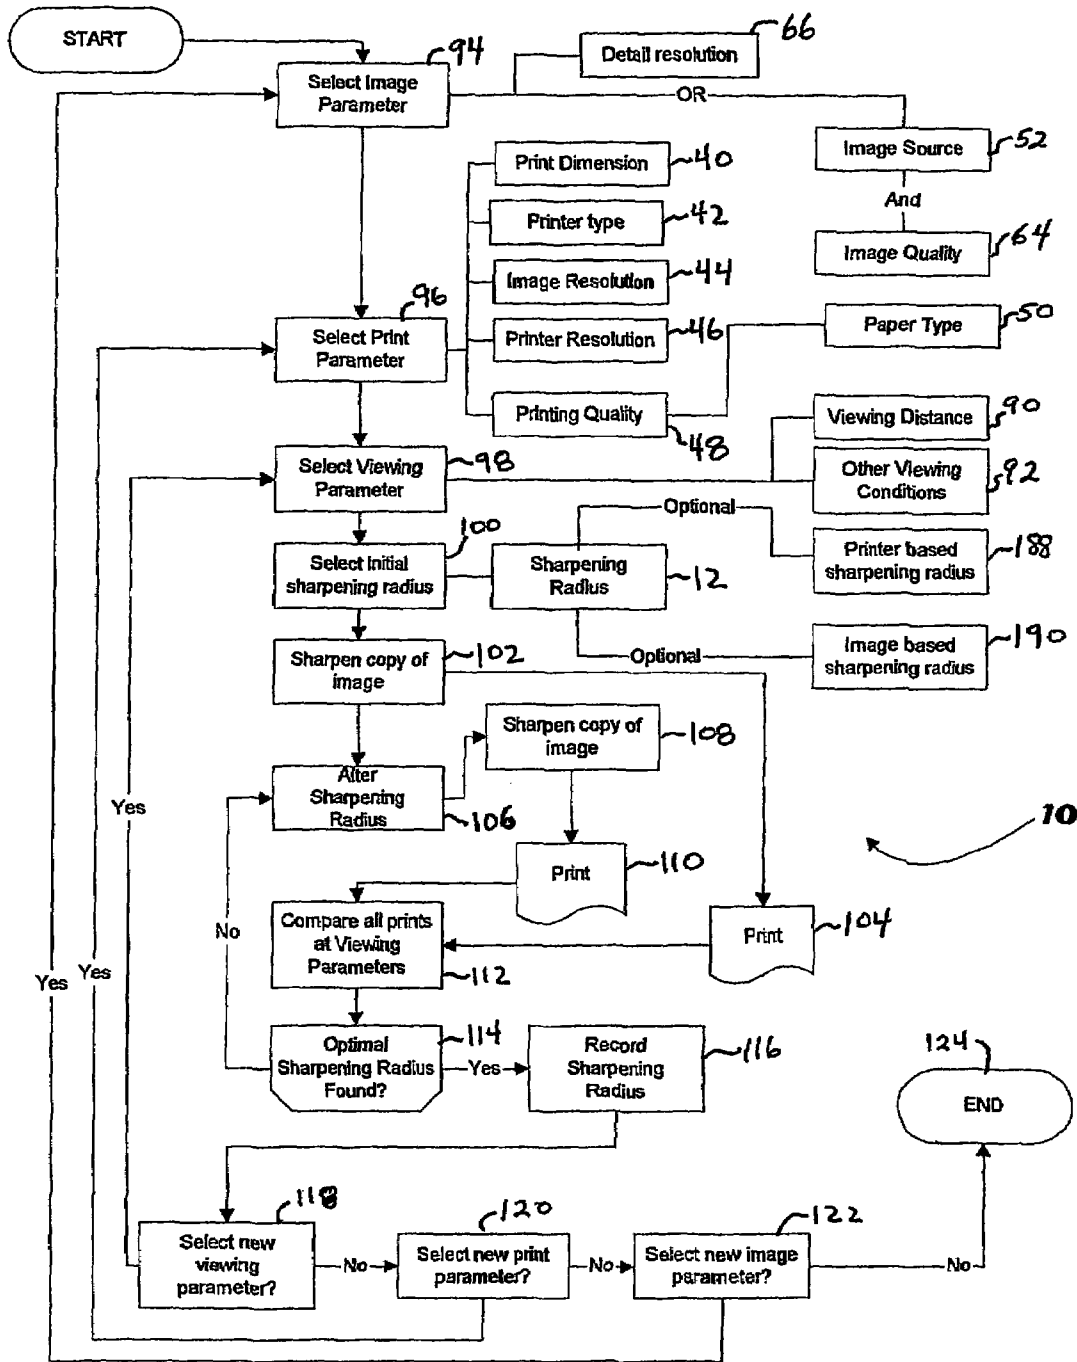 START
94
Select Image
Parameter
66
Detail resolution
OR
Image Source
52
And
Image Quality
64
Print Dimension
40
Printer type
42
Image Resolution
44
96
Select Print
Parameter
Printer Resolution
46
Paper Type
50
Printing Quality
48
Viewing Distance
90
Select Viewing
Parameter
98
Other Viewing
Conditions
92
Optional
100
Select Initial
sharpening radius
Sharpening
Radius
12
Printer based
sharpening radius
188
Sharpen copy of
image
102
Optional
Image based
sharpening radius
190
Sharpen copy of
image
108
Alter
Sharpening
Radius
106
Yes
10
Print
110
Compare all prints
at Viewing
Parameters
112
No
Print
104
Yes
Yes
Optimal
Sharpening Radius
Found?
114
Yes
Record
Sharpening
Radius
116
124
END
118
Select new
viewing
parameter?
No
120
Select new print
parameter?
No
122
Select new image
parameter?
No